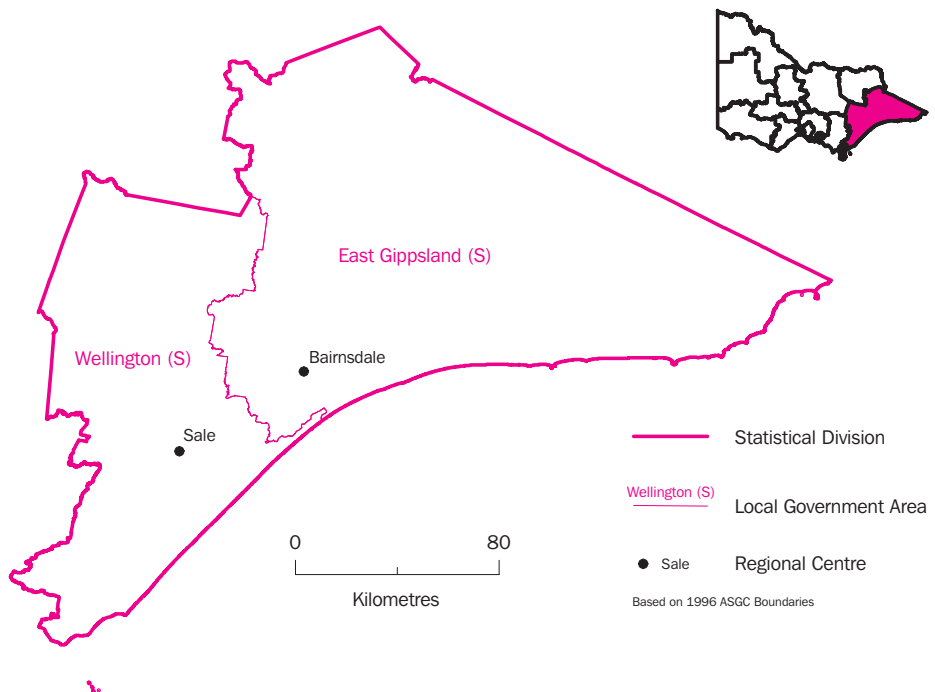 East Gippsland (S)
Wellington (S)
Bairnsdale
Sale
Statistical Division
Wellington (S)
Local Government Area
Sale
Regional Centre
Based on 1996 ASGC Boundaries
0
80
Kilometres